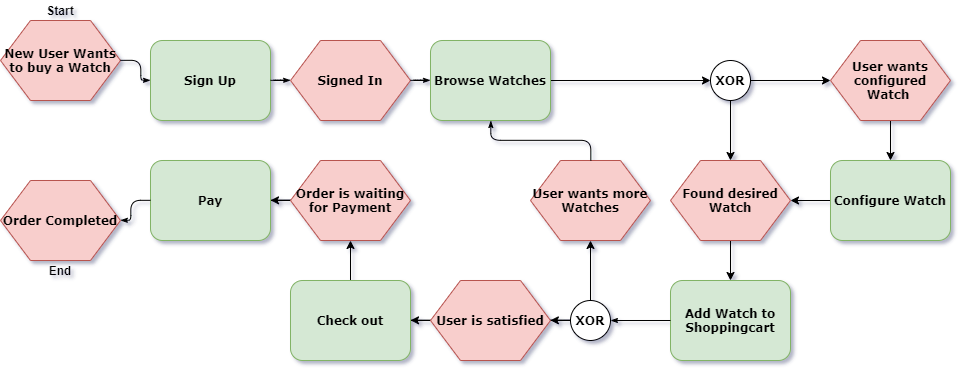 Start
New User Wants
to buy a Watch
Sign Up
Signed In
Browse Watches
XOR
User wants
configured
Watch
Order Completed
End
Pay
Order is waiting
for Payment
User wants more
Watches
Found desired
Watch
Configure Watch
Check out
User is satisfied
XOR
Add Watch to
Shoppingcart